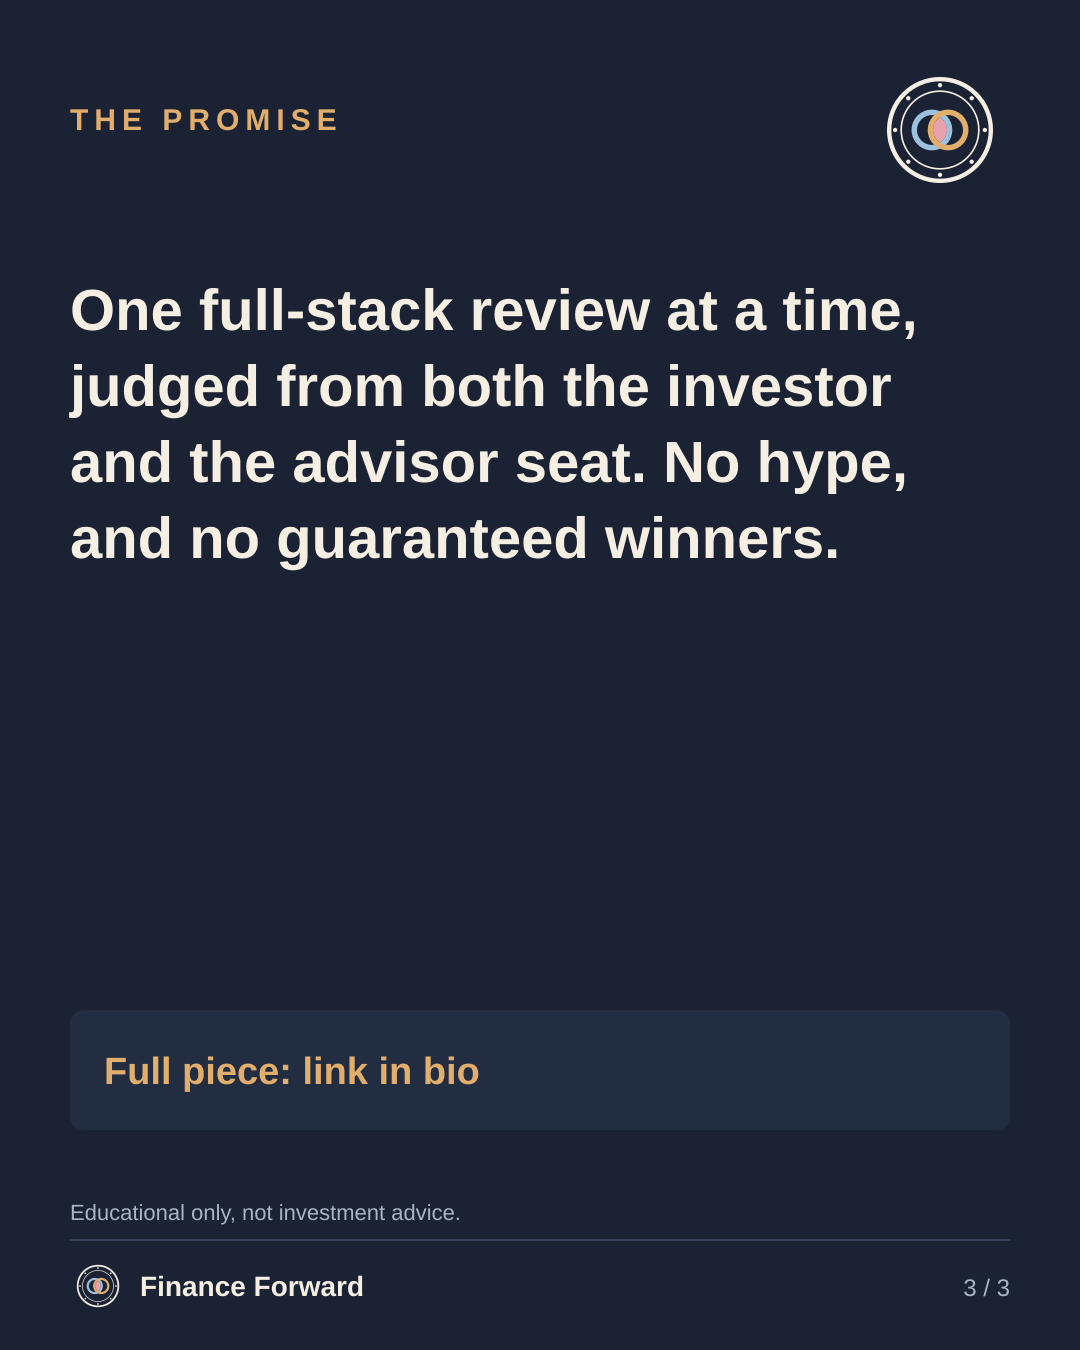 THE PROMISE
One full-stack review at a time,
judged from both the investor
and the advisor seat. No hype,
and no guaranteed winners.
Full piece: link in bio
Educational only, not investment advice.
Finance Forward
3 / 3